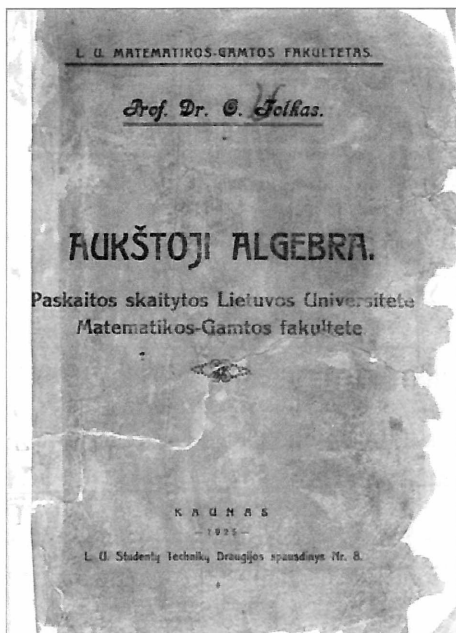 L. U. MATEMATIKOS-GAMTOS FAKULTETAS.
Prof. Dr. O. Folkas.
AUKŠTOJI ALGEBRA.
Paskaitos skaitytos Lietuvos Universitete
Matematikos-Gamtos fakultete
KAUNAS
— 1925 —
L. U. Studentų Technikų Draugijos spausdinys Nr. 8.